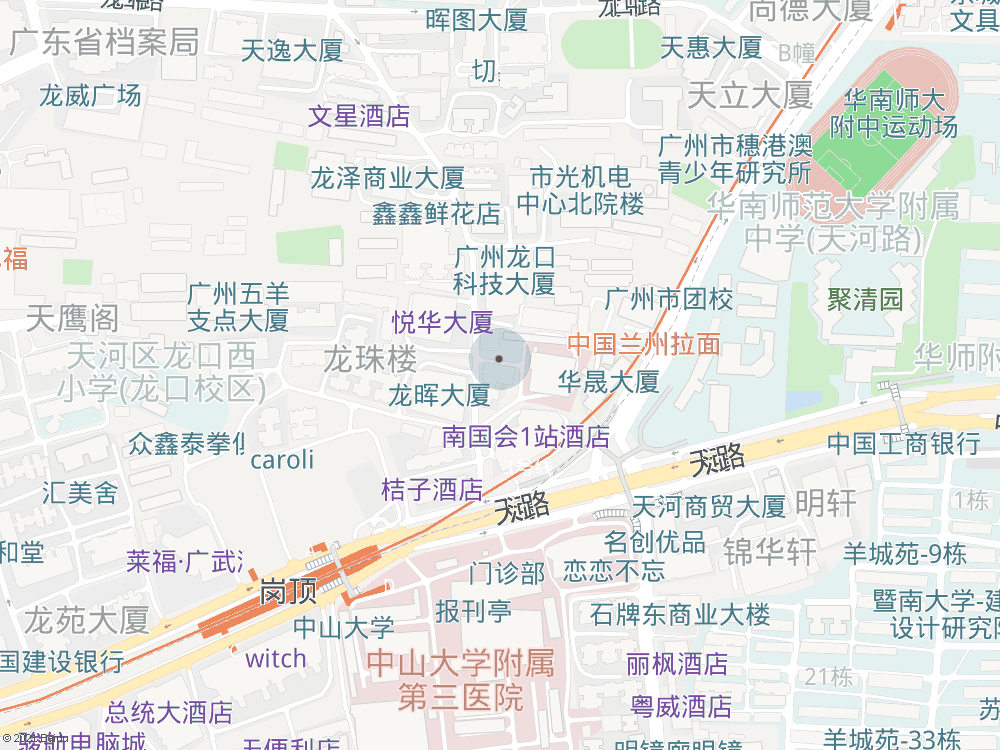 晖图大厦
尚德大厦
文具
广东省档案局
天逸大厦
天惠大厦
B幢
切
龙威广场
天立大厦
华南师大
附中运动场
文星酒店
广州市穗港澳
青少年研究所
龙泽商业大厦
市光机电
中心北院楼
鑫鑫鲜花店
华南师范大学附属
中学(天河路)
福
广州龙口
科技大厦
广州五羊
支点大厦
广州市团校
聚清园
天鹰阁
悦华大厦
中国兰州拉面
天河区龙口西
小学(龙口校区)
龙珠楼
华师附
龙晖大厦
华晟大厦
南国会1站酒店
众鑫泰拳
中国工商银行
caroli
汇美舍
桔子酒店
天河商贸大厦
明轩
1栋
和堂
莱福·广武
名创优品
锦华轩
羊城苑-9栋
岗顶
门诊部
恋恋不忘
龙苑大厦
中山大学
报刊亭
石牌东商业大楼
暨南大学-建
设计研究院
国建设银行
witch
中山大学附属
第三医院
丽枫酒店
21栋
总统大酒店
粤威酒店
苏
羊城苑-33栋